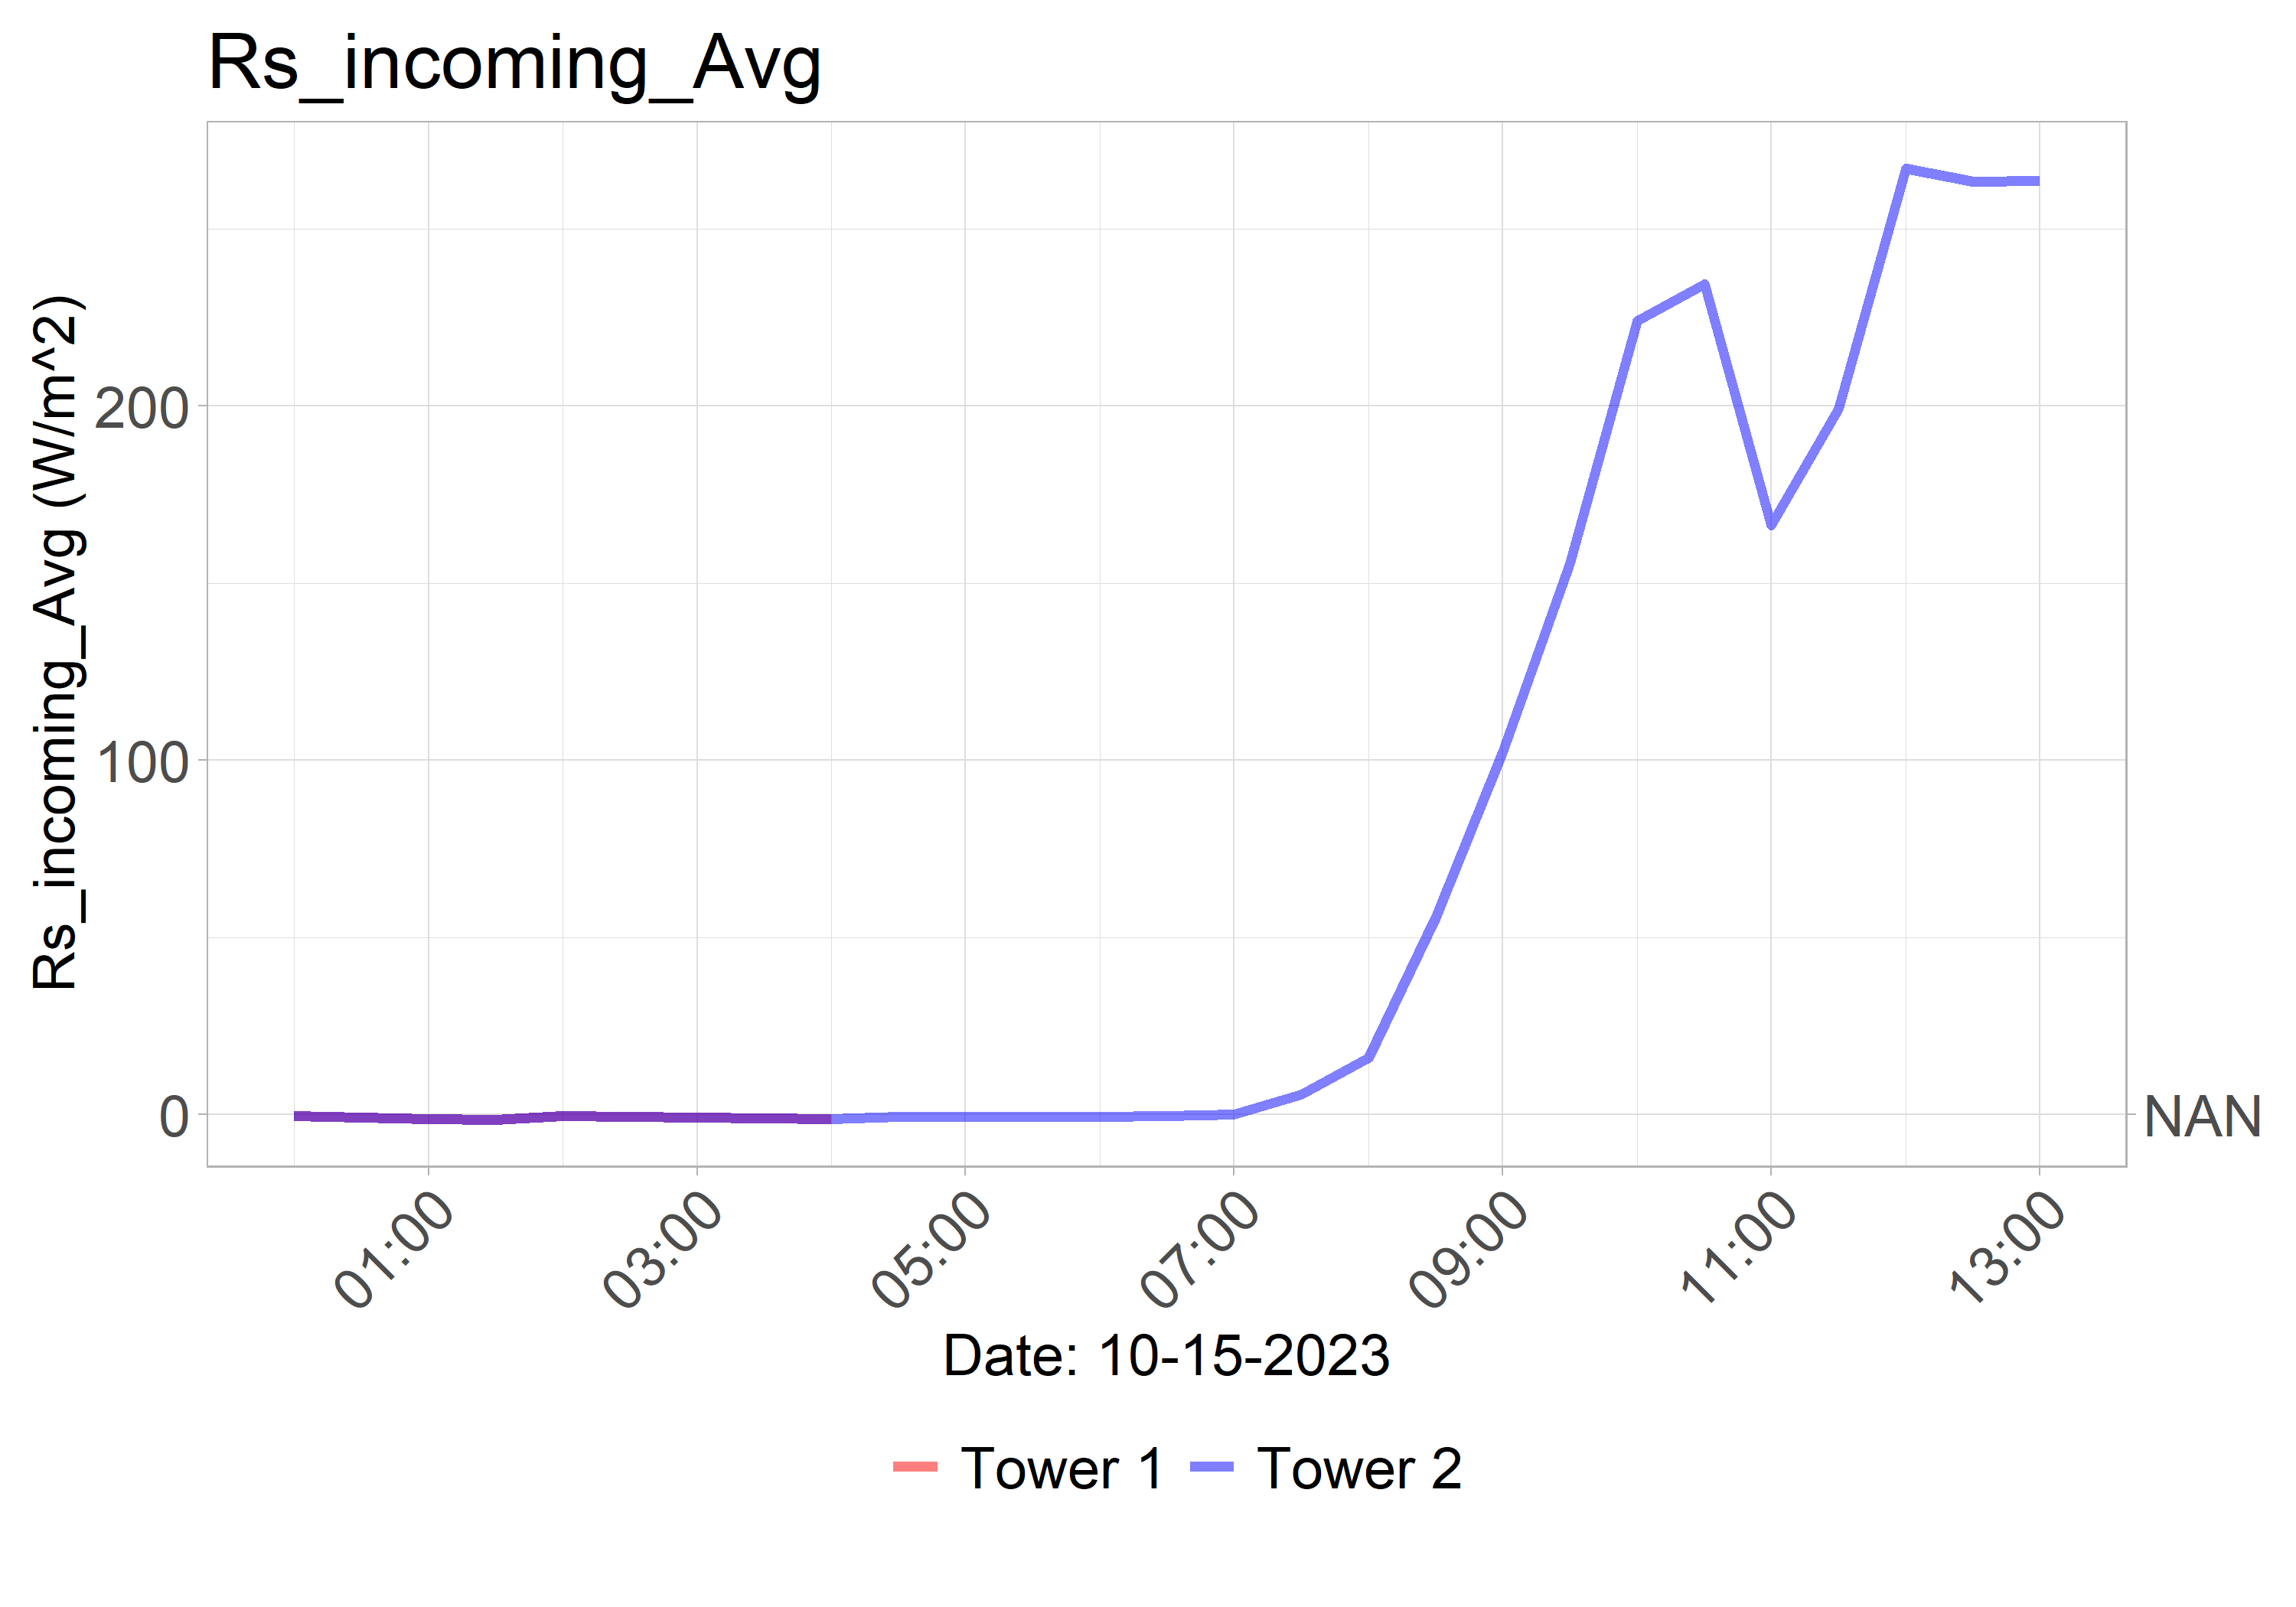 Rs_incoming_Avg
Rs_incoming_Avg (W/m^2)
200
100
0
NAN
01:00
03:00
05:00
07:00
09:00
11:00
13:00
Date: 10-15-2023
Tower 1
Tower 2